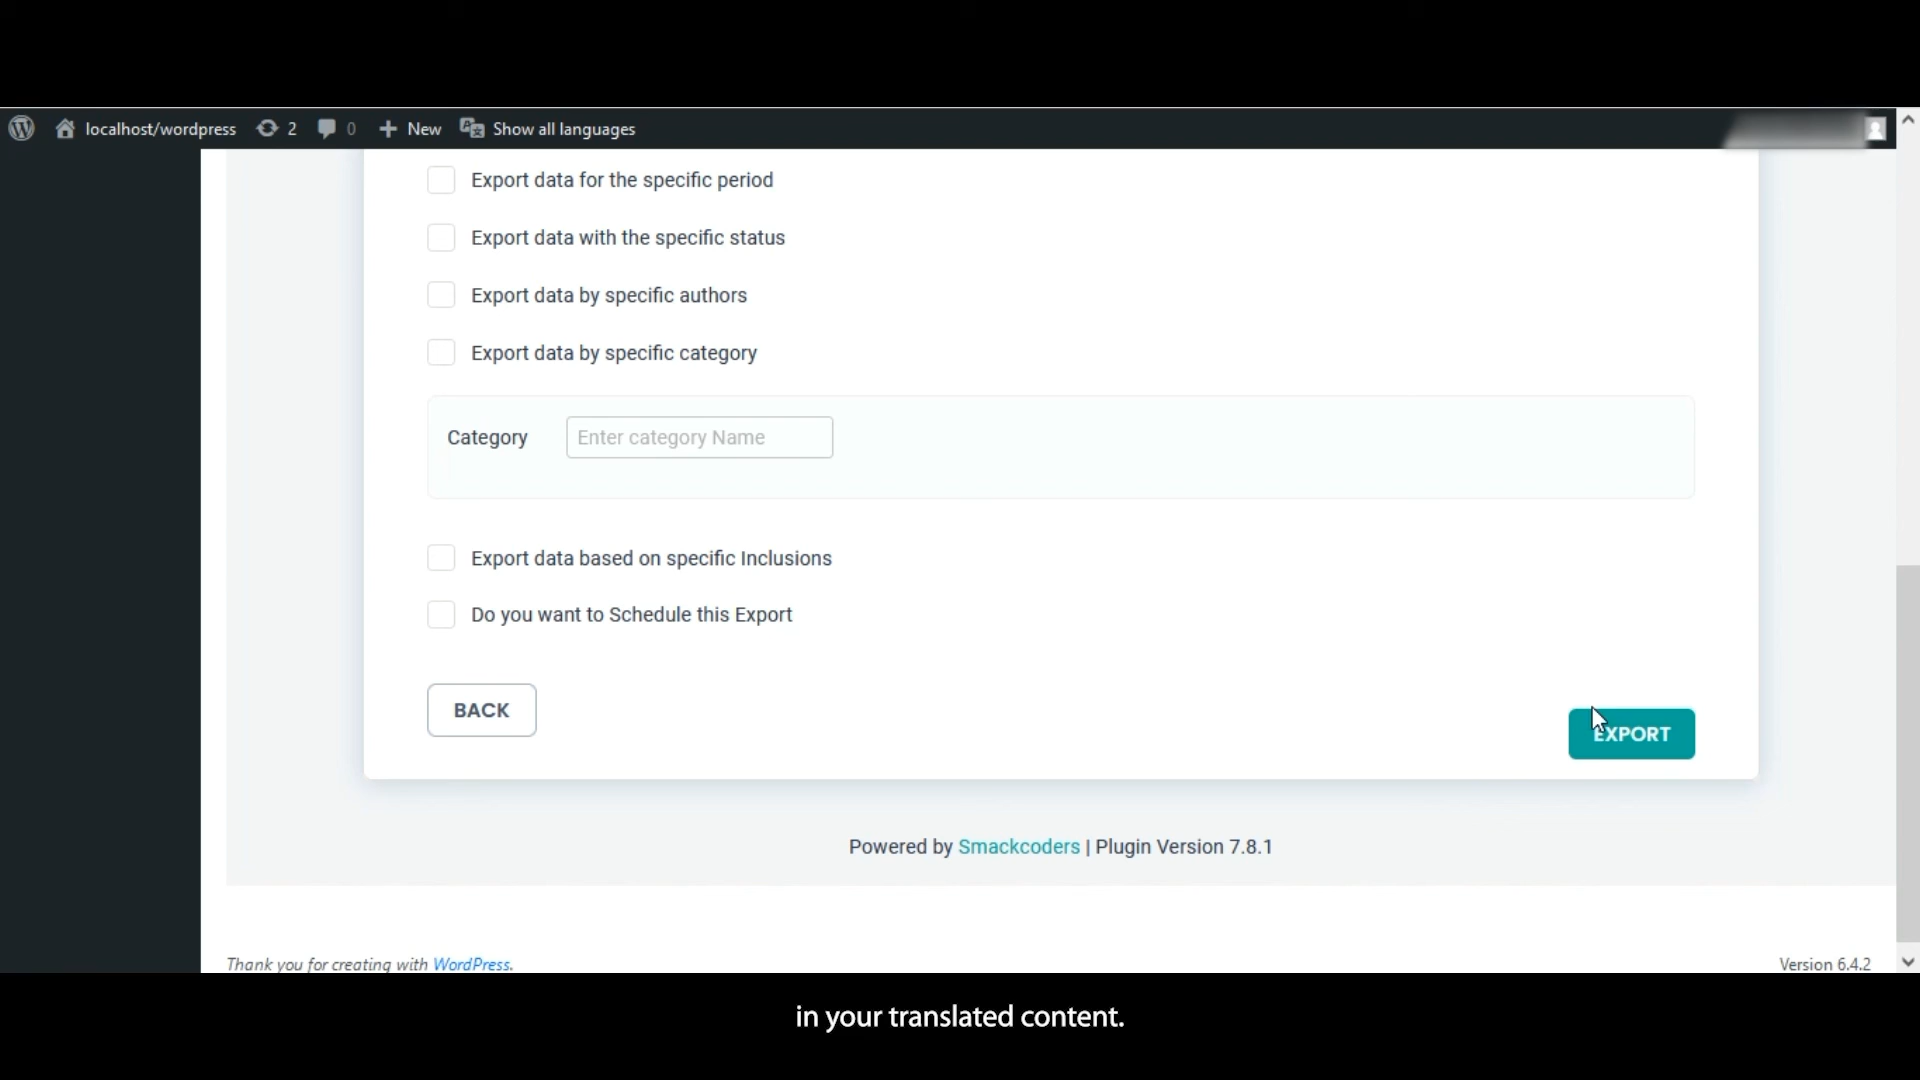 localhost/wordpress 2 0 New Show all languages
Export data for the specific period
Export data with the specific status
Export data by specific authors
Export data by specific category
Category Enter category Name
Export data based on specific Inclusions
Do you want to Schedule this Export
BACK
EXPORT
Powered by Smackcoders | Plugin Version 7.8.1
Thank you for creating with WordPress. Version 6.4.2
in your translated content.